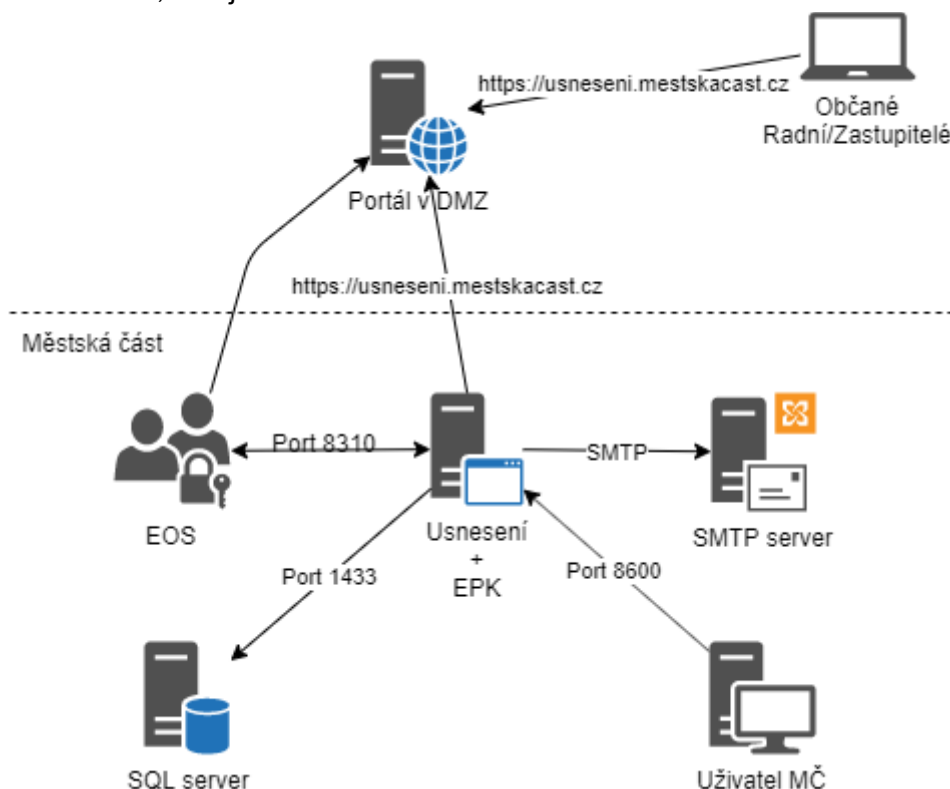 https://usneseni.mestskacast.cz
Občané
Radní/Zastupitelé
Portál v DMZ
https://usneseni.mestskacast.cz
Městská část
Port 8310
SMTP
EOS
Usnesení
+
EPK
SMTP server
Port 1433
Port 8600
SQL server
Uživatel MČ